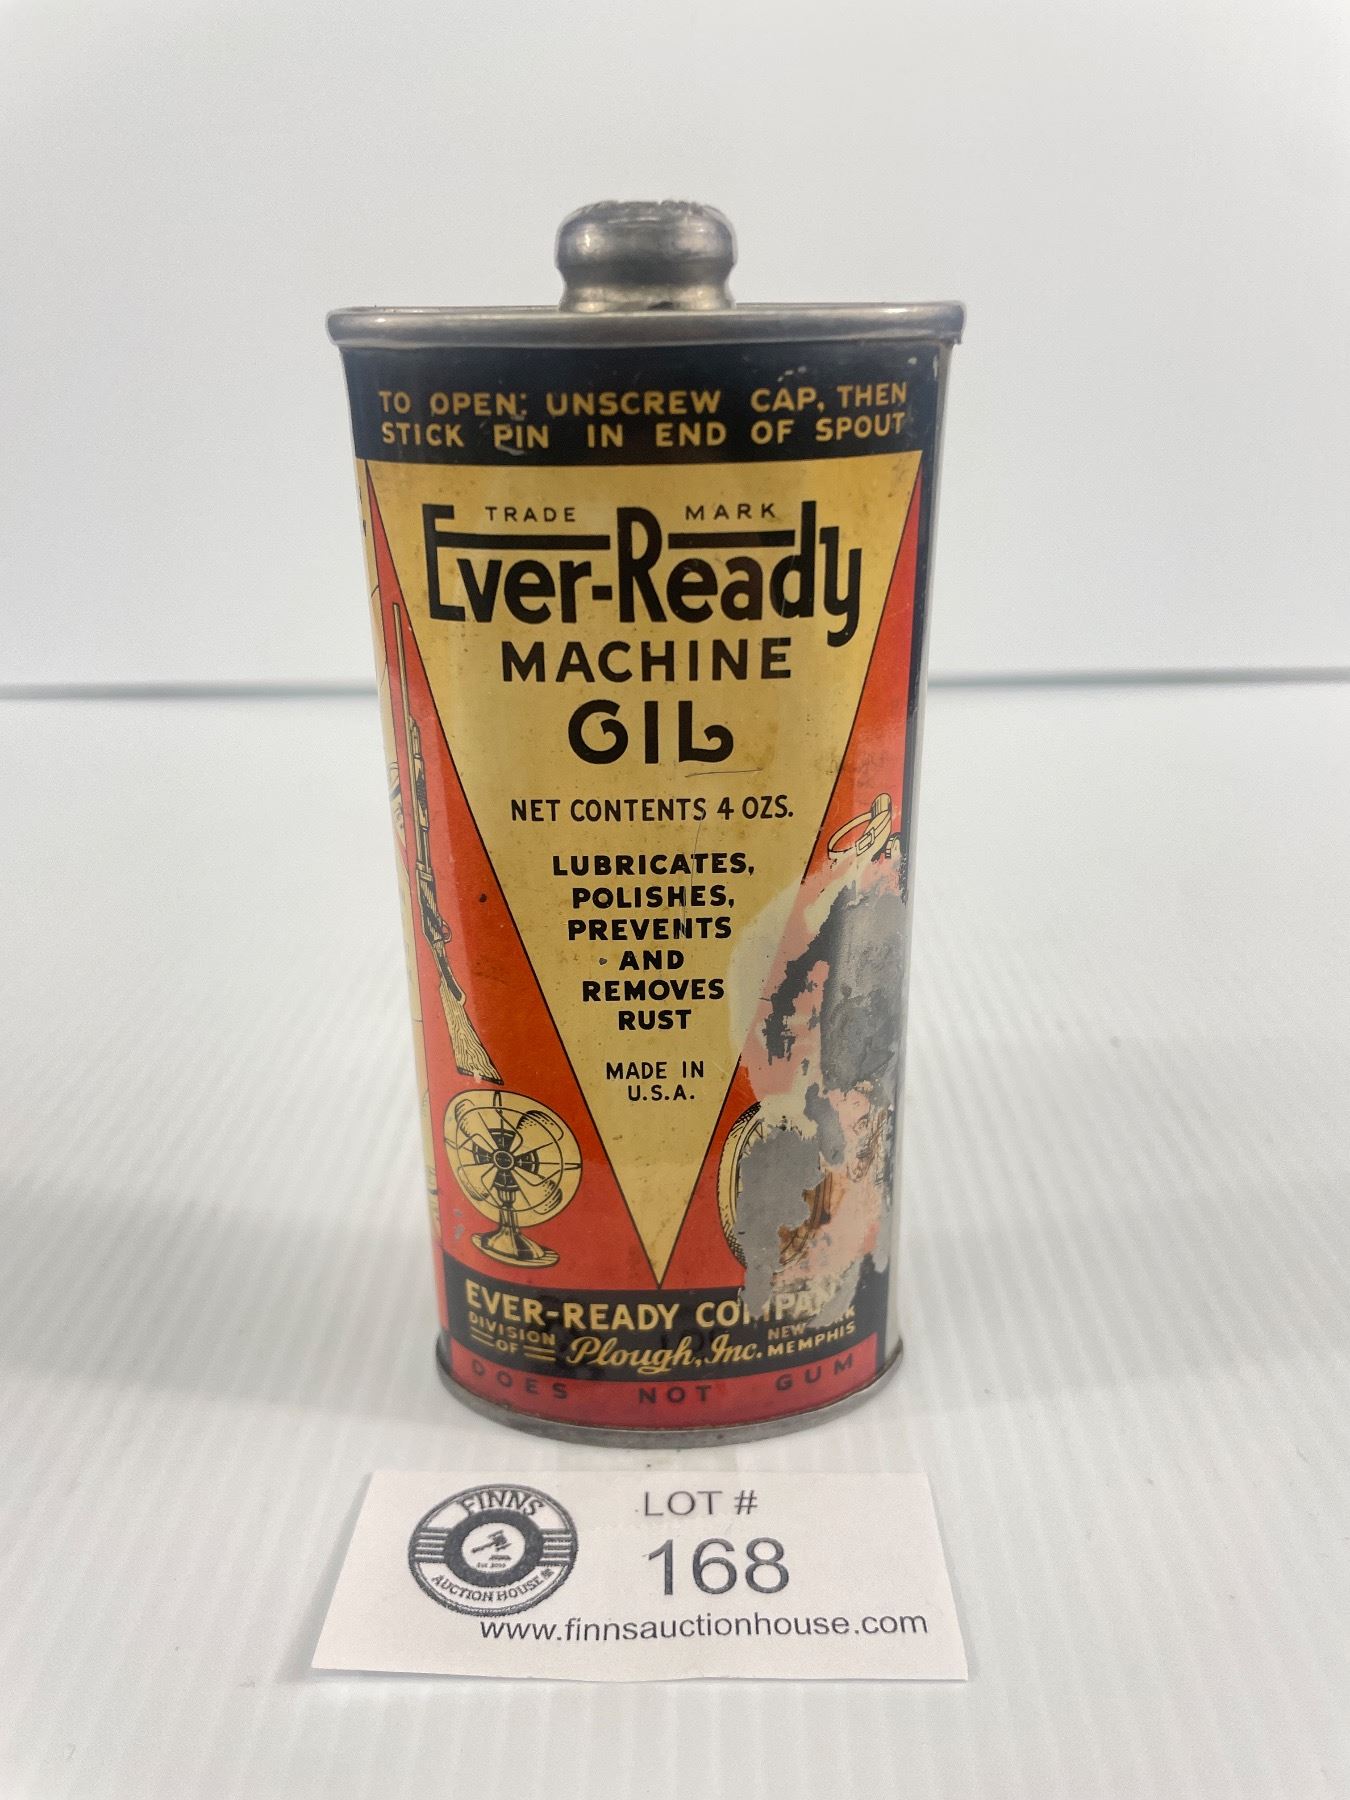 TO OPEN: UNSCREW CAP, THEN
STICK PIN IN END OF SPOUT
TRADE MARK
Ever-Ready
MACHINE
OIL
NET CONTENTS 4 OZS.
LUBRICATES,
POLISHES,
PREVENTS
AND
REMOVES
RUST
MADE IN
U.S.A.
EVER-READY
DIVISION
OF
Plough, Inc.
NEW
MEMPHIS
DOES NOT GUM
FINNS
AUCTION HOUSE
LOT #
168
www.finnsauctionhouse.com